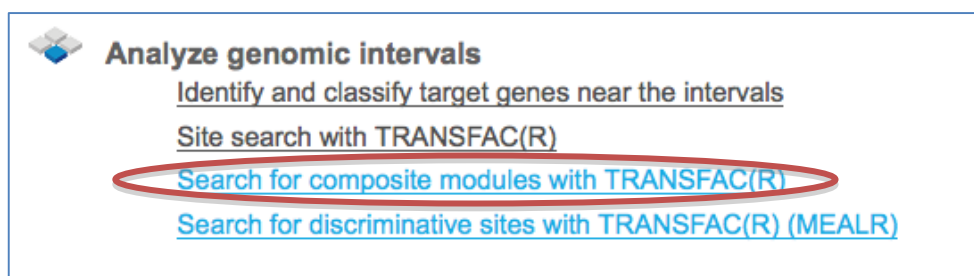 Analyze genomic intervals
Identify and classify target genes near the intervals
Site search with TRANSFAC(R)
Search for composite modules with TRANSFAC(R)
Search for discriminative sites with TRANSFAC(R) (MEALR)